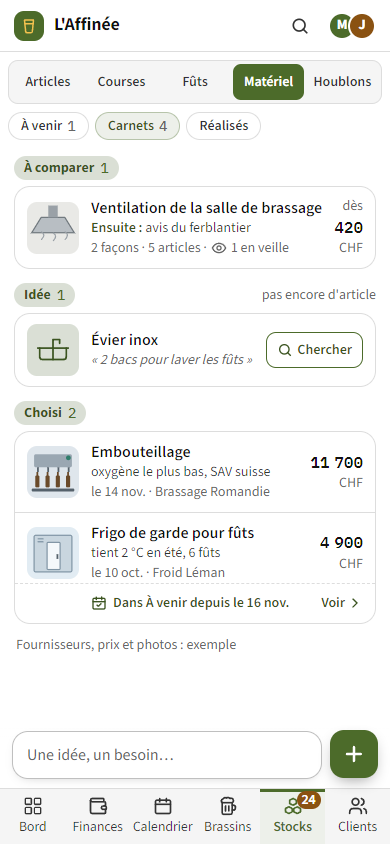 L'Affinée
M
J
Articles
Courses
Fûts
Matériel
Houblons
À venir 1
Carnets 4
Réalisés
À comparer 1
Ventilation de la salle de brassage
dès
Ensuite : avis du ferblantier
420
2 façons · 5 articles · 1 en veille
CHF
Idée 1
pas encore d'article
Évier inox
« 2 bacs pour laver les fûts »
Chercher
Choisi 2
Embouteillage
oxygène le plus bas, SAV suisse
11 700
le 14 nov. · Brassage Romandie
CHF
Frigo de garde pour fûts
tient 2 °C en été, 6 fûts
4 900
le 10 oct. · Froid Léman
CHF
Dans À venir depuis le 16 nov.
Voir
Fournisseurs, prix et photos : exemple
Une idée, un besoin…
24
Bord
Finances
Calendrier
Brassins
Stocks
Clients